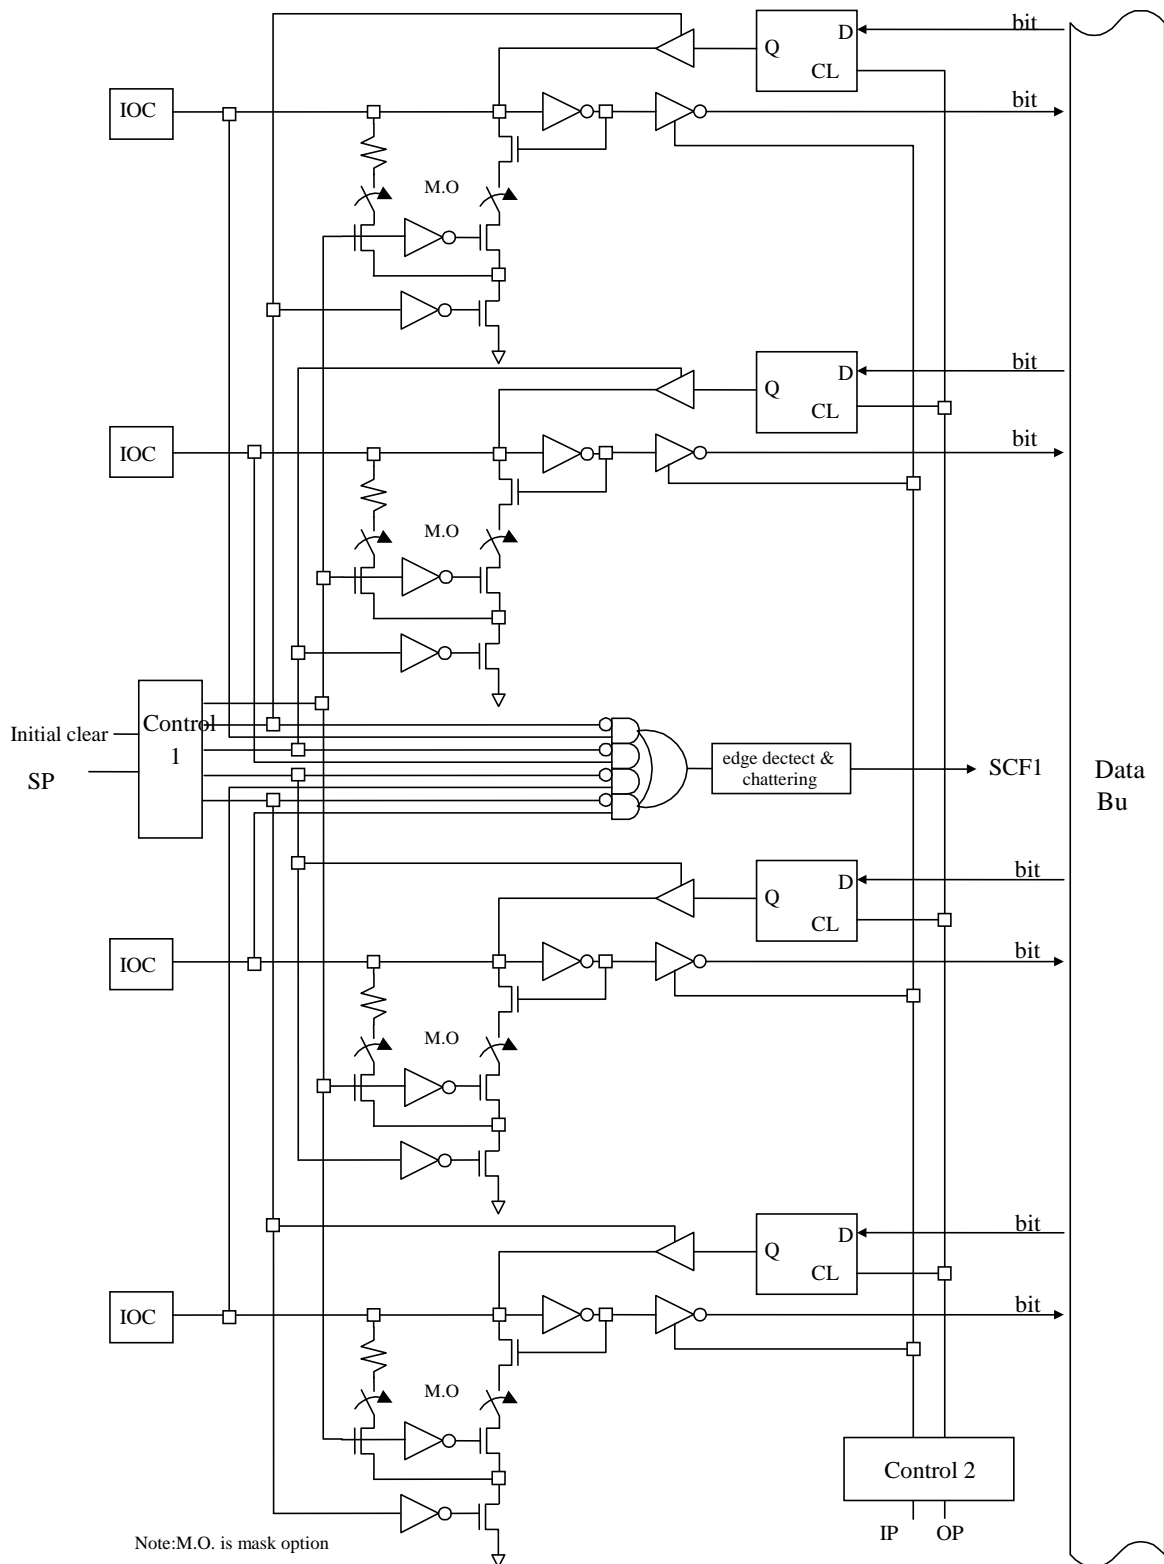 bit
D
Q
CL
IOC
bit
M.O
bit
D
Q
CL
IOC
bit
M.O
Control
1
Initial clear
SP
edge dectect &
chattering
SCF1
Data
Bu
bit
D
Q
CL
IOC
bit
M.O
bit
D
Q
CL
IOC
bit
M.O
Control 2
IP OP
Note:M.O. is mask option